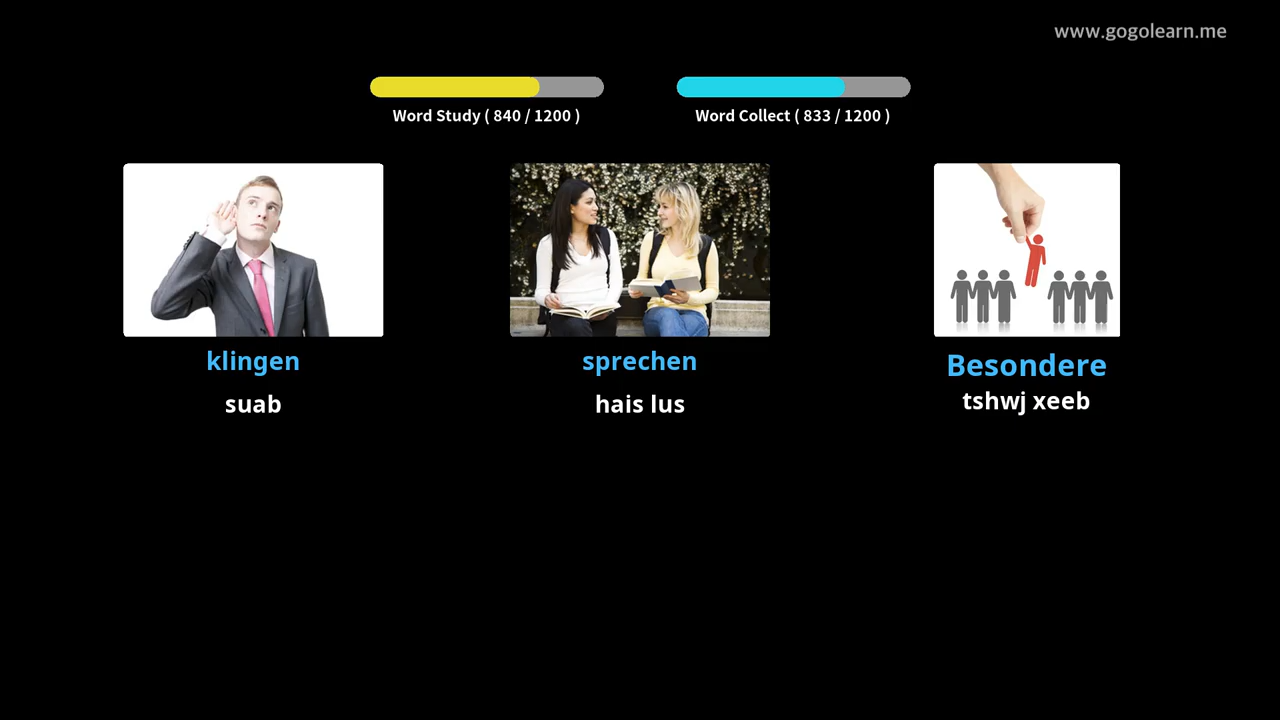 www.gogolearn.me
Word Study ( 840 / 1200 )
Word Collect ( 833 / 1200 )
klingen
suab
sprechen
hais lus
Besondere
tshwj xeeb